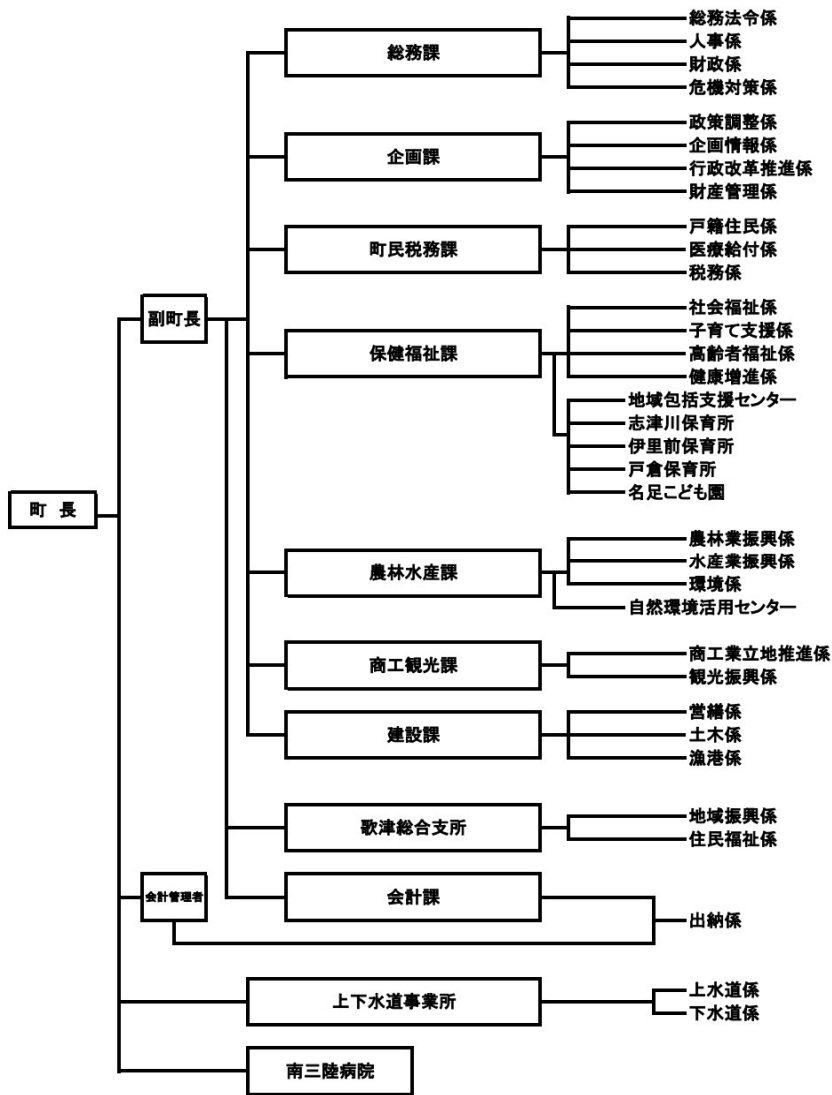 町 長
副町長
総務課
総務法令係
人事係
財政係
危機対策係
企画課
政策調整係
企画情報係
行政改革推進係
財産管理係
町民税務課
戸籍住民係
医療給付係
税務係
保健福祉課
社会福祉係
子育て支援係
高齢者福祉係
健康増進係
地域包括支援センター
志津川保育所
伊里前保育所
戸倉保育所
名足こども園
農林水産課
農林業振興係
水産業振興係
環境係
自然環境活用センター
商工観光課
商工業立地推進係
観光振興係
建設課
営繕係
土木係
漁港係
歌津総合支所
地域振興係
住民福祉係
会計管理者
会計課
出納係
上下水道事業所
上水道係
下水道係
南三陸病院